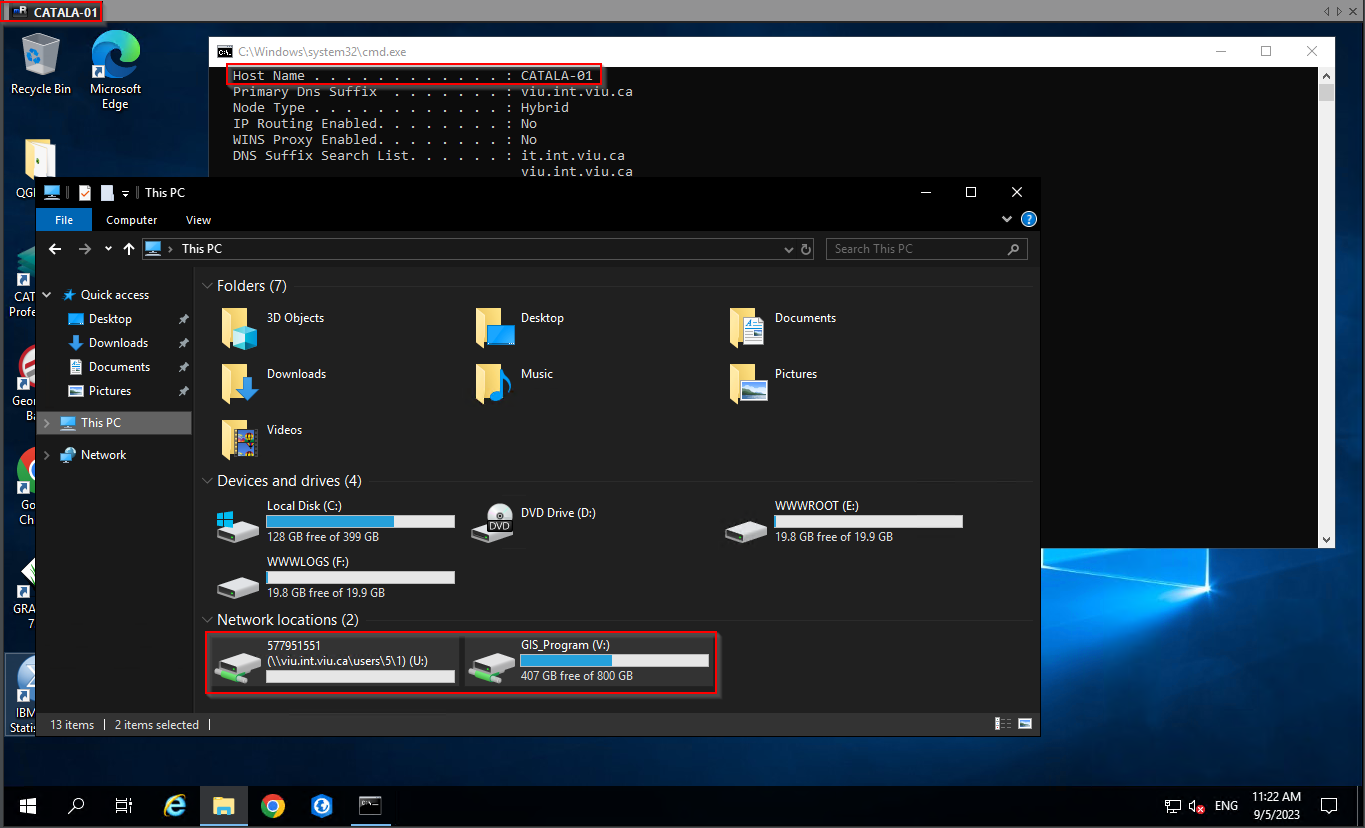 CATALA-01
Recycle Bin
Microsoft
Edge
C:\Windows\system32\cmd.exe
Host Name . . . . . . . . . . . . : CATALA-01
Primary Dns Suffix  . . . . . . . : viu.int.viu.ca
Node Type . . . . . . . . . . . . : Hybrid
IP Routing Enabled. . . . . . . . : No
WINS Proxy Enabled. . . . . . . . : No
DNS Suffix Search List. . . . . . : it.int.viu.ca
viu.int.viu.ca
This PC
File
Computer
View
This PC
Search This PC
Quick access
Desktop
Downloads
Documents
Pictures
This PC
Network
Folders (7)
3D Objects
Desktop
Documents
Downloads
Music
Pictures
Videos
Devices and drives (4)
Local Disk (C:)
128 GB free of 399 GB
DVD
DVD Drive (D:)
WWWROOT (E:)
19.8 GB free of 19.9 GB
WWWLOGS (F:)
19.8 GB free of 19.9 GB
Network locations (2)
577951551
(\\viu.int.viu.ca\users\5\1) (U:)
GIS_Program (V:)
407 GB free of 800 GB
13 items
2 items selected
QG
CAT
Profe
Geo
Ba
Go
Ch
GRA
7
IBM
Statis
ENG
11:22 AM
9/5/2023